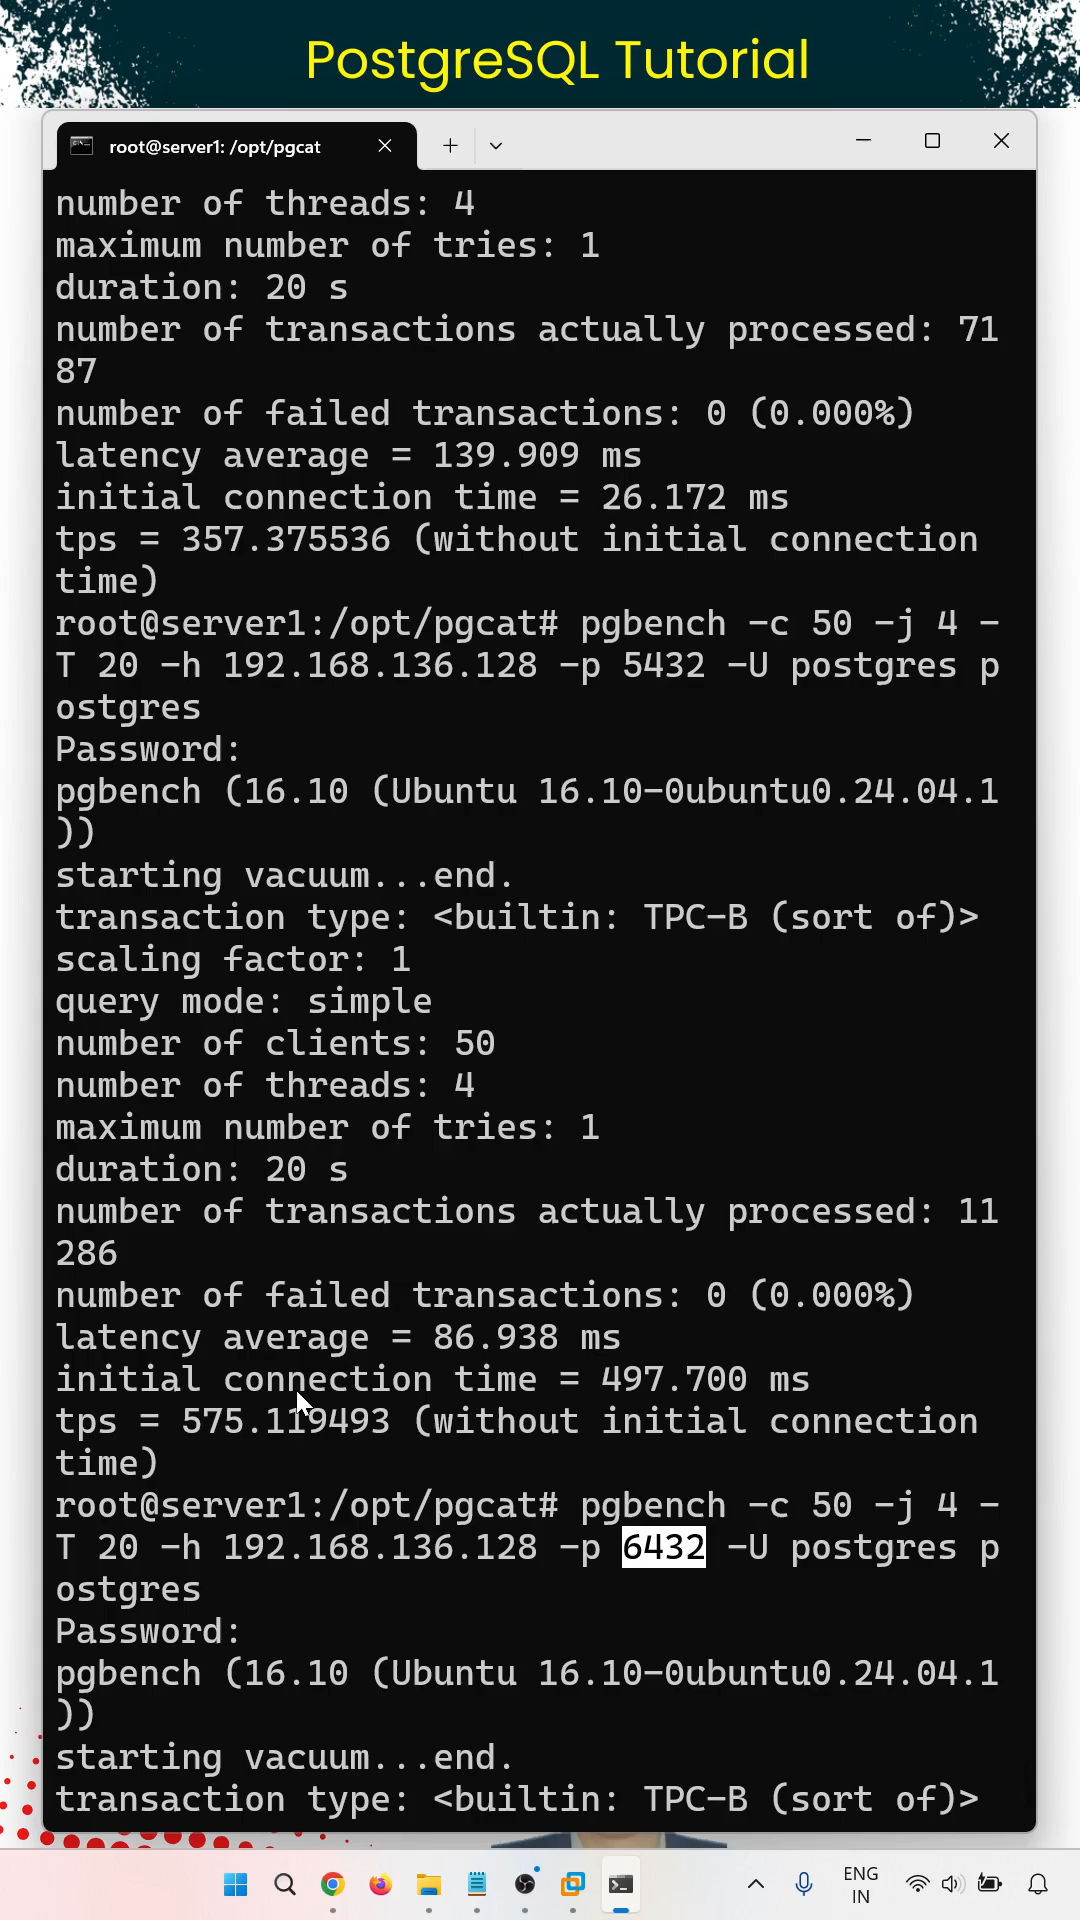 PostgreSQL Tutorial
root@server1: /opt/pgcat
number of threads: 4
maximum number of tries: 1
duration: 20 s
number of transactions actually processed: 71
87
number of failed transactions: 0 (0.000%)
latency average = 139.909 ms
initial connection time = 26.172 ms
tps = 357.375536 (without initial connection
time)
root@server1:/opt/pgcat# pgbench -c 50 -j 4 -
T 20 -h 192.168.136.128 -p 5432 -U postgres p
ostgres
Password:
pgbench (16.10 (Ubuntu 16.10-0ubuntu0.24.04.1
))
starting vacuum...end.
transaction type: <builtin: TPC-B (sort of)>
scaling factor: 1
query mode: simple
number of clients: 50
number of threads: 4
maximum number of tries: 1
duration: 20 s
number of transactions actually processed: 11
286
number of failed transactions: 0 (0.000%)
latency average = 86.938 ms
initial connection time = 497.700 ms
tps = 575.119493 (without initial connection
time)
root@server1:/opt/pgcat# pgbench -c 50 -j 4 -
T 20 -h 192.168.136.128 -p 6432 -U postgres p
ostgres
Password:
pgbench (16.10 (Ubuntu 16.10-0ubuntu0.24.04.1
))
starting vacuum...end.
transaction type: <builtin: TPC-B (sort of)>
ENG
IN